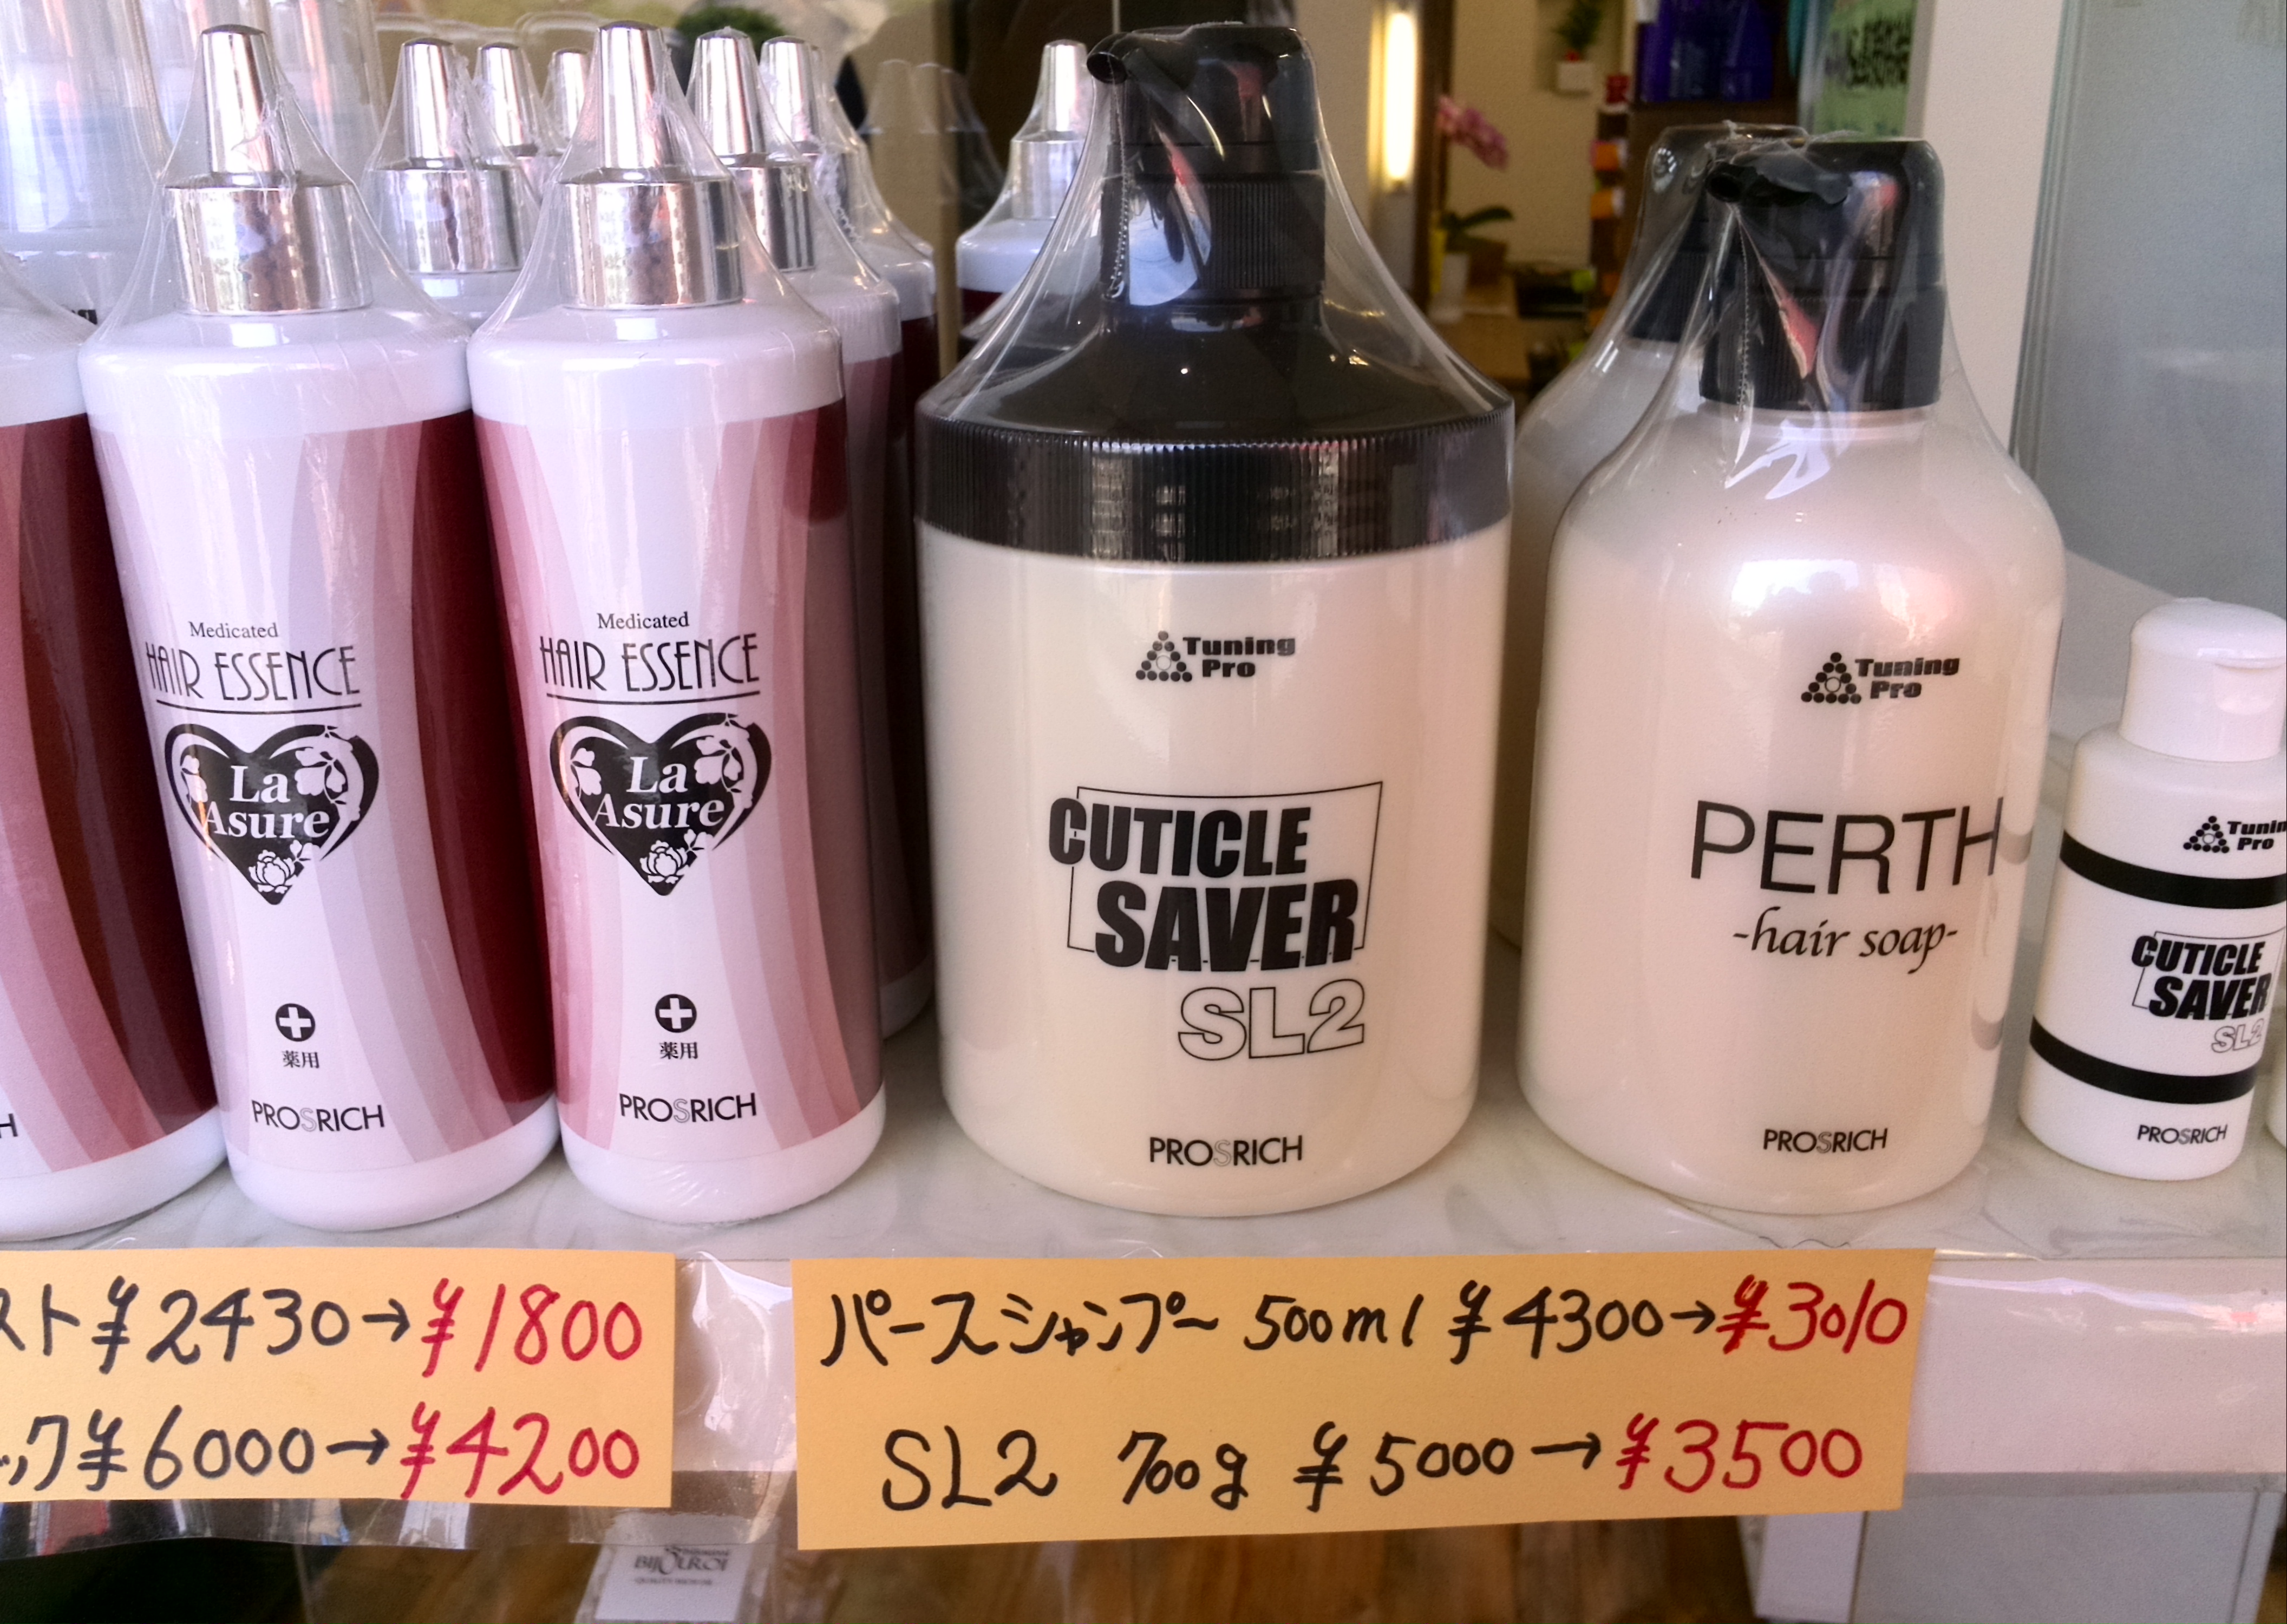 Medicated
HAIR ESSENCE
La
Asure
薬用
PROSRICH
Medicated
HAIR ESSENCE
La
Asure
薬用
PROSRICH
Tuning
Pro
CUTICLE
SAVER
SL2
PROSRICH
Tuning
Pro
PERTH
-hair soap-
PROSRICH
Tunin
Pro
CUTICLE
SAVER
SL2
PROSRICH
スト¥2430→¥1800
ック¥6000→¥4200
パースシャンプー 500ml ¥4300→¥3010
SL2 700g ¥5000→¥3500